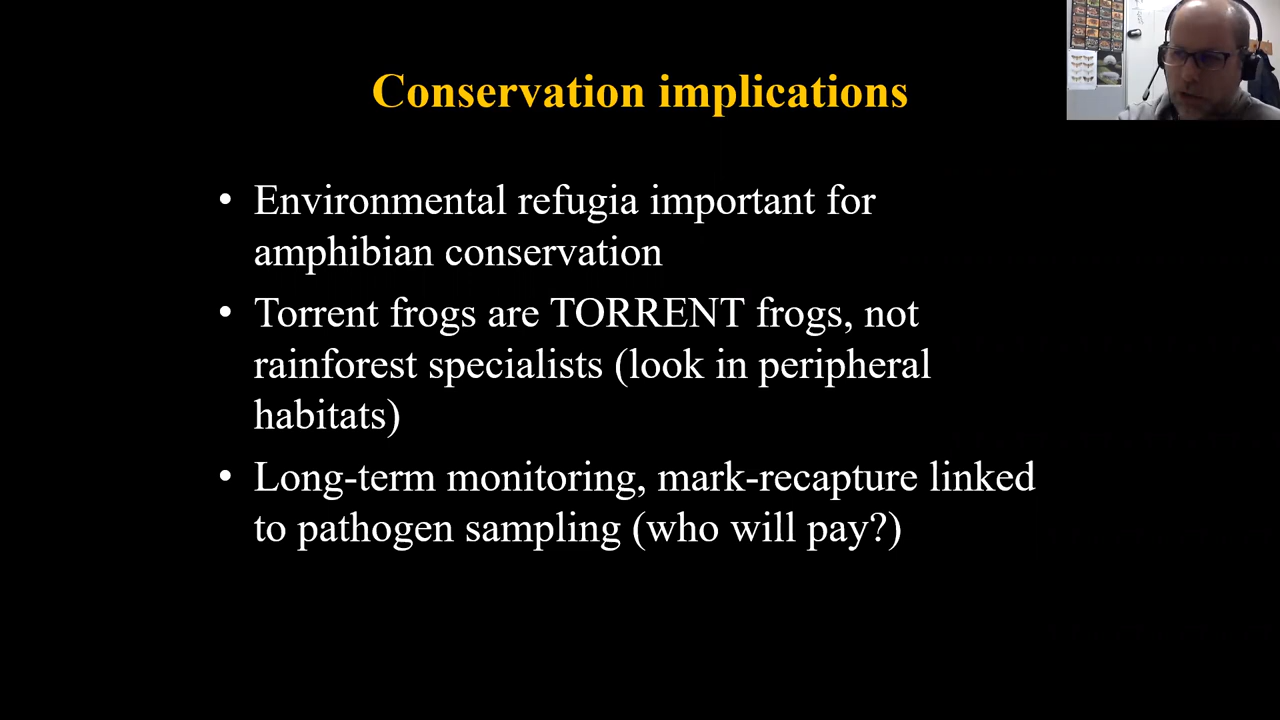 Conservation implications
• Environmental refugia important for
amphibian conservation
• Torrent frogs are TORRENT frogs, not
rainforest specialists (look in peripheral
habitats)
• Long-term monitoring, mark-recapture linked
to pathogen sampling (who will pay?)